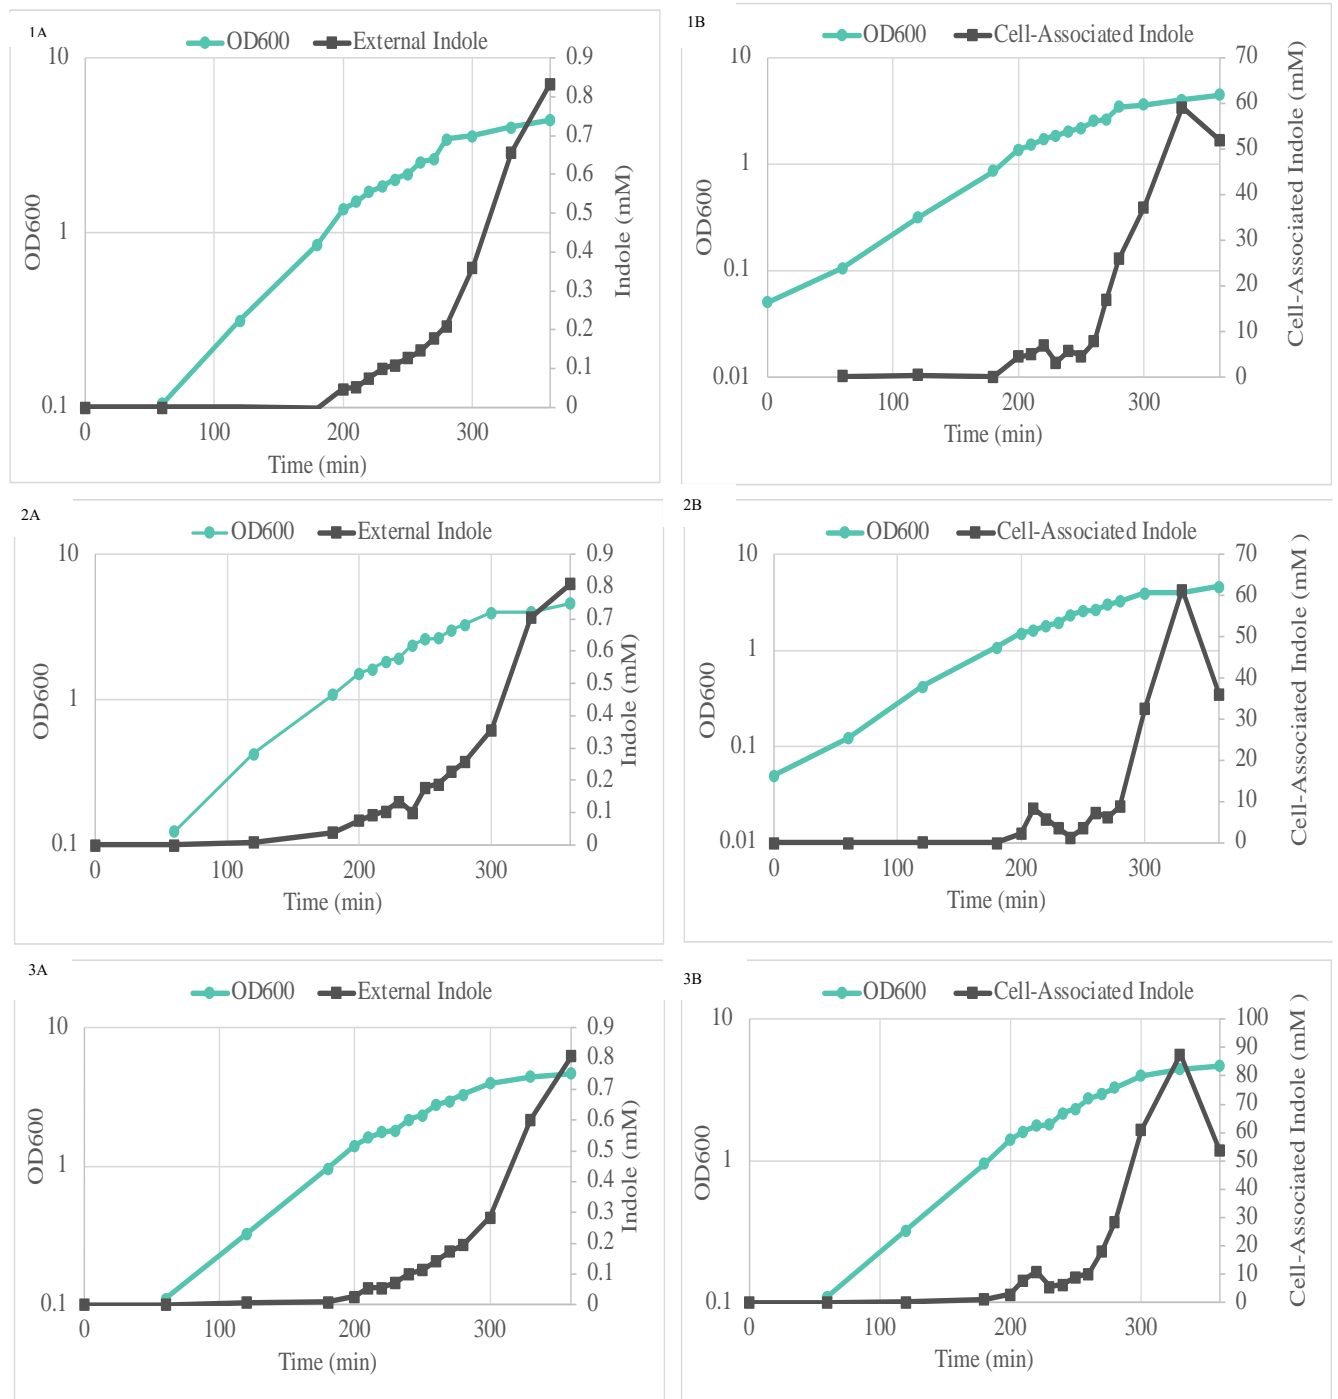 1A
OD600 External Indole
10
1
0.1
OD600
0.9
0.8
0.7
0.6
0.5
0.4
0.3
0.2
0.1
0
Indole (mM)
0 100 200 300
Time (min)
1B
OD600 Cell-Associated Indole
10
1
0.1
0.01
OD600
70
60
50
40
30
20
10
0
Cell-Associated Indole (mM)
0 100 200 300
Time (min)
2A
OD600 External Indole
10
1
0.1
OD600
0.9
0.8
0.7
0.6
0.5
0.4
0.3
0.2
0.1
0
Indole (mM)
0 100 200 300
Time (min)
2B
OD600 Cell-Associated Indole
10
1
0.1
0.01
OD600
70
60
50
40
30
20
10
0
Cell-Associated Indole (mM )
0 100 200 300
Time (min)
3A
OD600 External Indole
10
1
0.1
OD600
0.9
0.8
0.7
0.6
0.5
0.4
0.3
0.2
0.1
0
Indole (mM)
0 100 200 300
Time (min)
3B
OD600 Cell-Associated Indole
10
1
0.1
OD600
100
90
80
70
60
50
40
30
20
10
0
Cell-Associated Indole (mM )
0 100 200 300
Time (min)